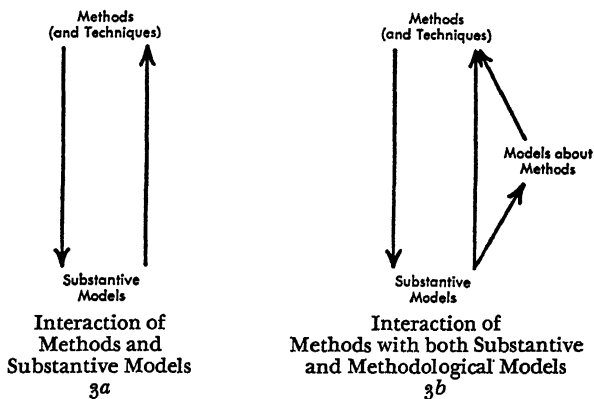 Methods
(and Techniques)
Substantive
Models
Interaction of
Methods and
Substantive Models
3a
Methods
(and Techniques)
Models about
Methods
Substantive
Models
Interaction of
Methods with both Substantive
and Methodological Models
3b